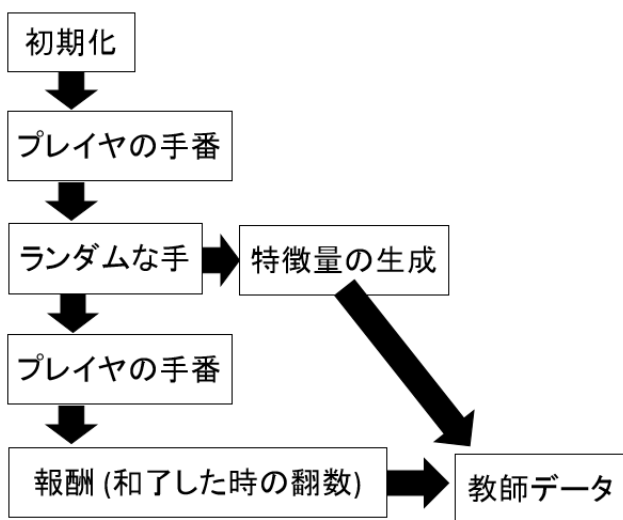 初期化
プレイヤの手番
ランダムな手
特徴量の生成
プレイヤの手番
報酬 (和了した時の翻数)
教師データ